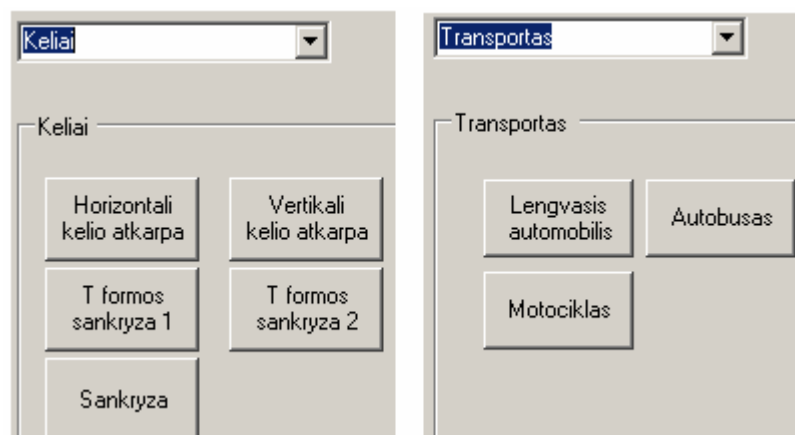 Keliai
Keliai
Horizontali
kelio atkarpa
Vertikali
kelio atkarpa
T formos
sankryza 1
T formos
sankryza 2
Sankryza
Transportas
Transportas
Lengvasis
automobilis
Autobusas
Motociklas